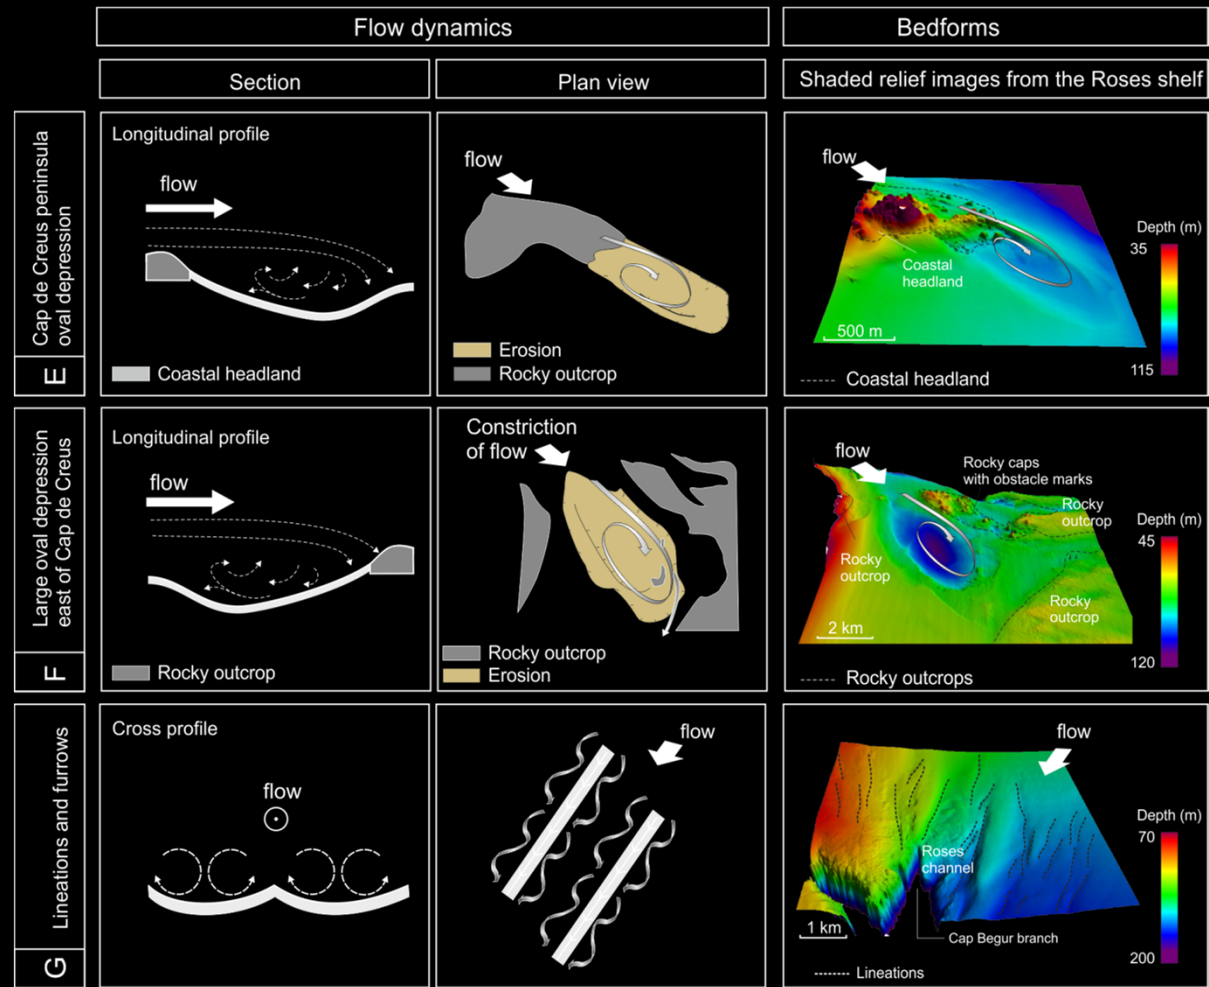 Flow dynamics
Bedforms
Section
Plan view
Shaded relief images from the Roses shelf
Cap de Creus peninsula
oval depression
E
Longitudinal profile
flow
Coastal headland
flow
Erosion
Rocky outcrop
flow
Coastal
headland
500 m
Coastal headland
Depth (m)
35
115
Large oval depression
east of Cap de Creus
F
Longitudinal profile
flow
Rocky outcrop
Constriction
of flow
Rocky outcrop
Erosion
flow
Rocky caps
with obstacle marks
Rocky
outcrop
Rocky
outcrop
Rocky
outcrop
2 km
Rocky outcrops
Depth (m)
45
120
Lineations and furrows
G
Cross profile
flow
flow
flow
Roses
channel
1 km
Cap Begur branch
Lineations
Depth (m)
70
200